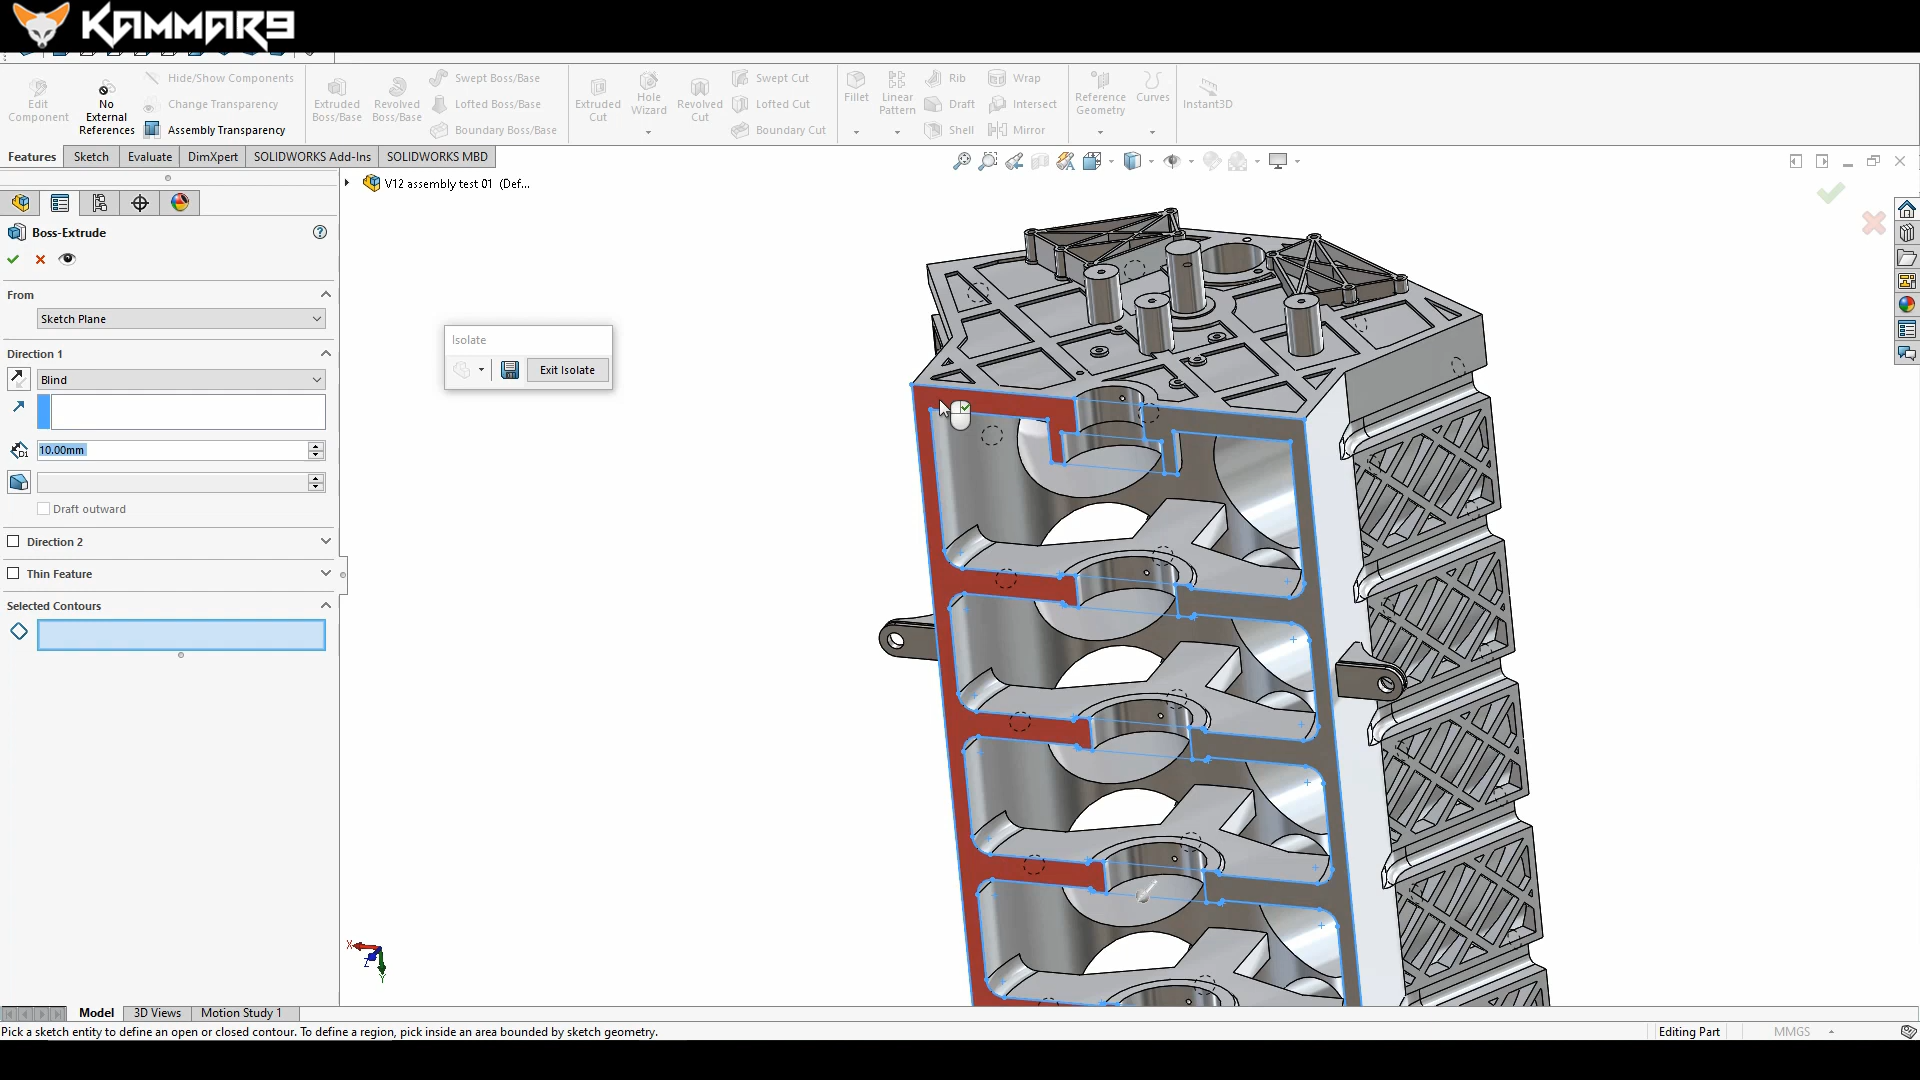 KAMMAR9
Edit Component
No External References
Hide/Show Components
Change Transparency
Assembly Transparency
Extruded Boss/Base
Revolved Boss/Base
Swept Boss/Base
Lofted Boss/Base
Boundary Boss/Base
Extruded Cut
Hole Wizard
Revolved Cut
Swept Cut
Lofted Cut
Boundary Cut
Fillet
Linear Pattern
Rib
Draft
Shell
Wrap
Intersect
Mirror
Reference Geometry
Curves
Instant3D
Features
Sketch
Evaluate
DimXpert
SOLIDWORKS Add-Ins
SOLIDWORKS MBD
V12 assembly test 01 (Def...
Boss-Extrude
From
Sketch Plane
Direction 1
Blind
D1
10.00mm
Draft outward
Direction 2
Thin Feature
Selected Contours
Isolate
Exit Isolate
X
Z
Y
Model
3D Views
Motion Study 1
Pick a sketch entity to define an open or closed contour. To define a region, pick inside an area bounded by sketch geometry.
Editing Part
MMGS